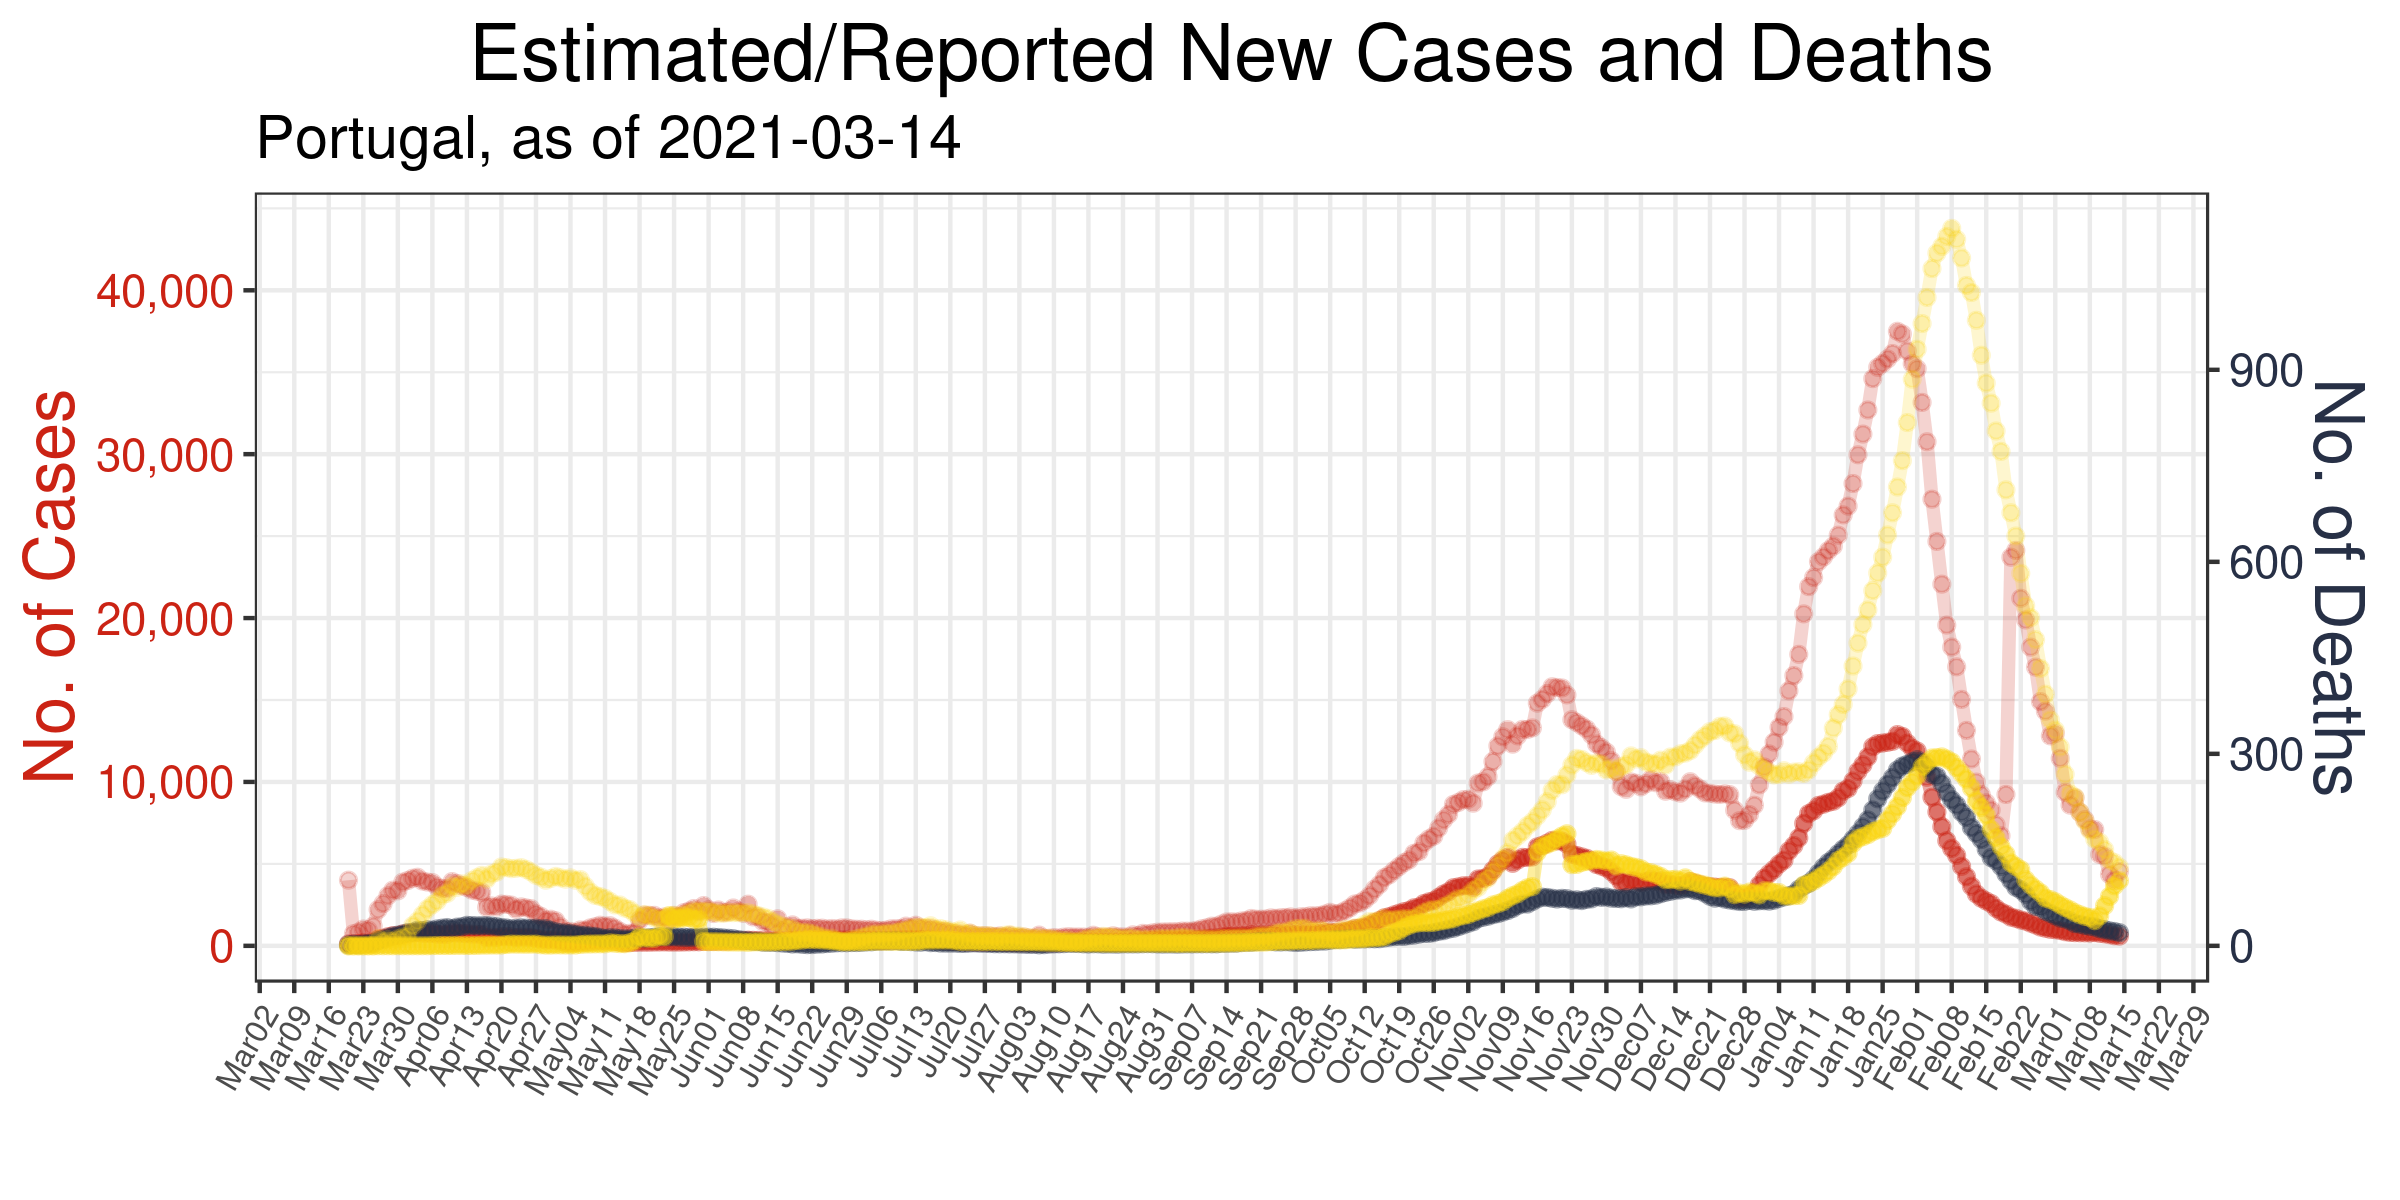 Estimated/Reported New Cases and Deaths
Portugal, as of 2021-03-14
No. of Cases
40,000
30,000
20,000
10,000
0
No. of Deaths
900
600
300
0
Mar02
Mar09
Mar16
Mar23
Mar30
Apr06
Apr13
Apr20
Apr27
May04
May11
May18
May25
Jun01
Jun08
Jun15
Jun22
Jun29
Jul06
Jul13
Jul20
Jul27
Aug03
Aug10
Aug17
Aug24
Aug31
Sep07
Sep14
Sep21
Sep28
Oct05
Oct12
Oct19
Oct26
Nov02
Nov09
Nov16
Nov23
Nov30
Dec07
Dec14
Dec21
Dec28
Jan04
Jan11
Jan18
Jan25
Feb01
Feb08
Feb15
Feb22
Mar01
Mar08
Mar15
Mar22
Mar29